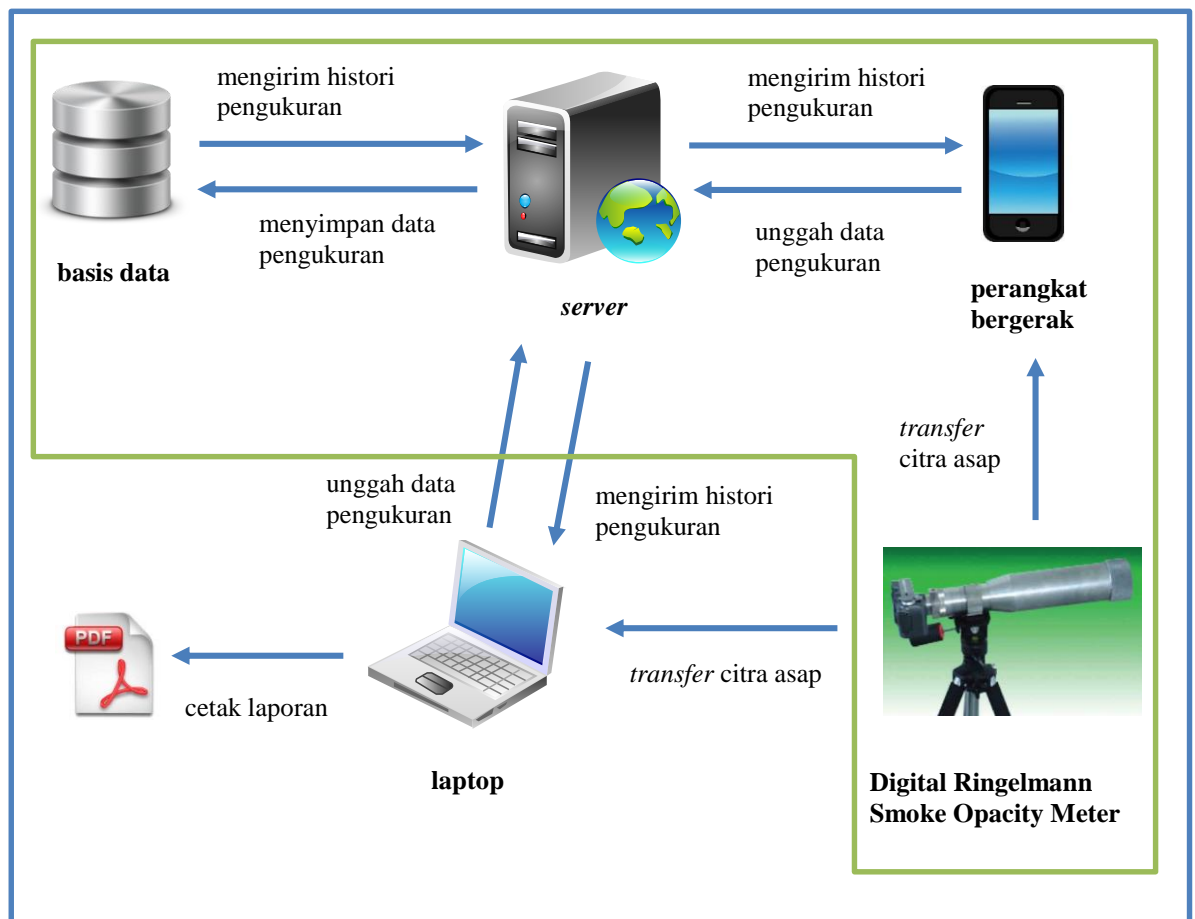 mengirim histori
pengukuran
mengirim histori
pengukuran
menyimpan data
pengukuran
unggah data
pengukuran
basis data
server
perangkat
bergerak
transfer
citra asap
unggah data
pengukuran
mengirim histori
pengukuran
PDF
cetak laporan
transfer citra asap
laptop
Digital Ringelmann
Smoke Opacity Meter